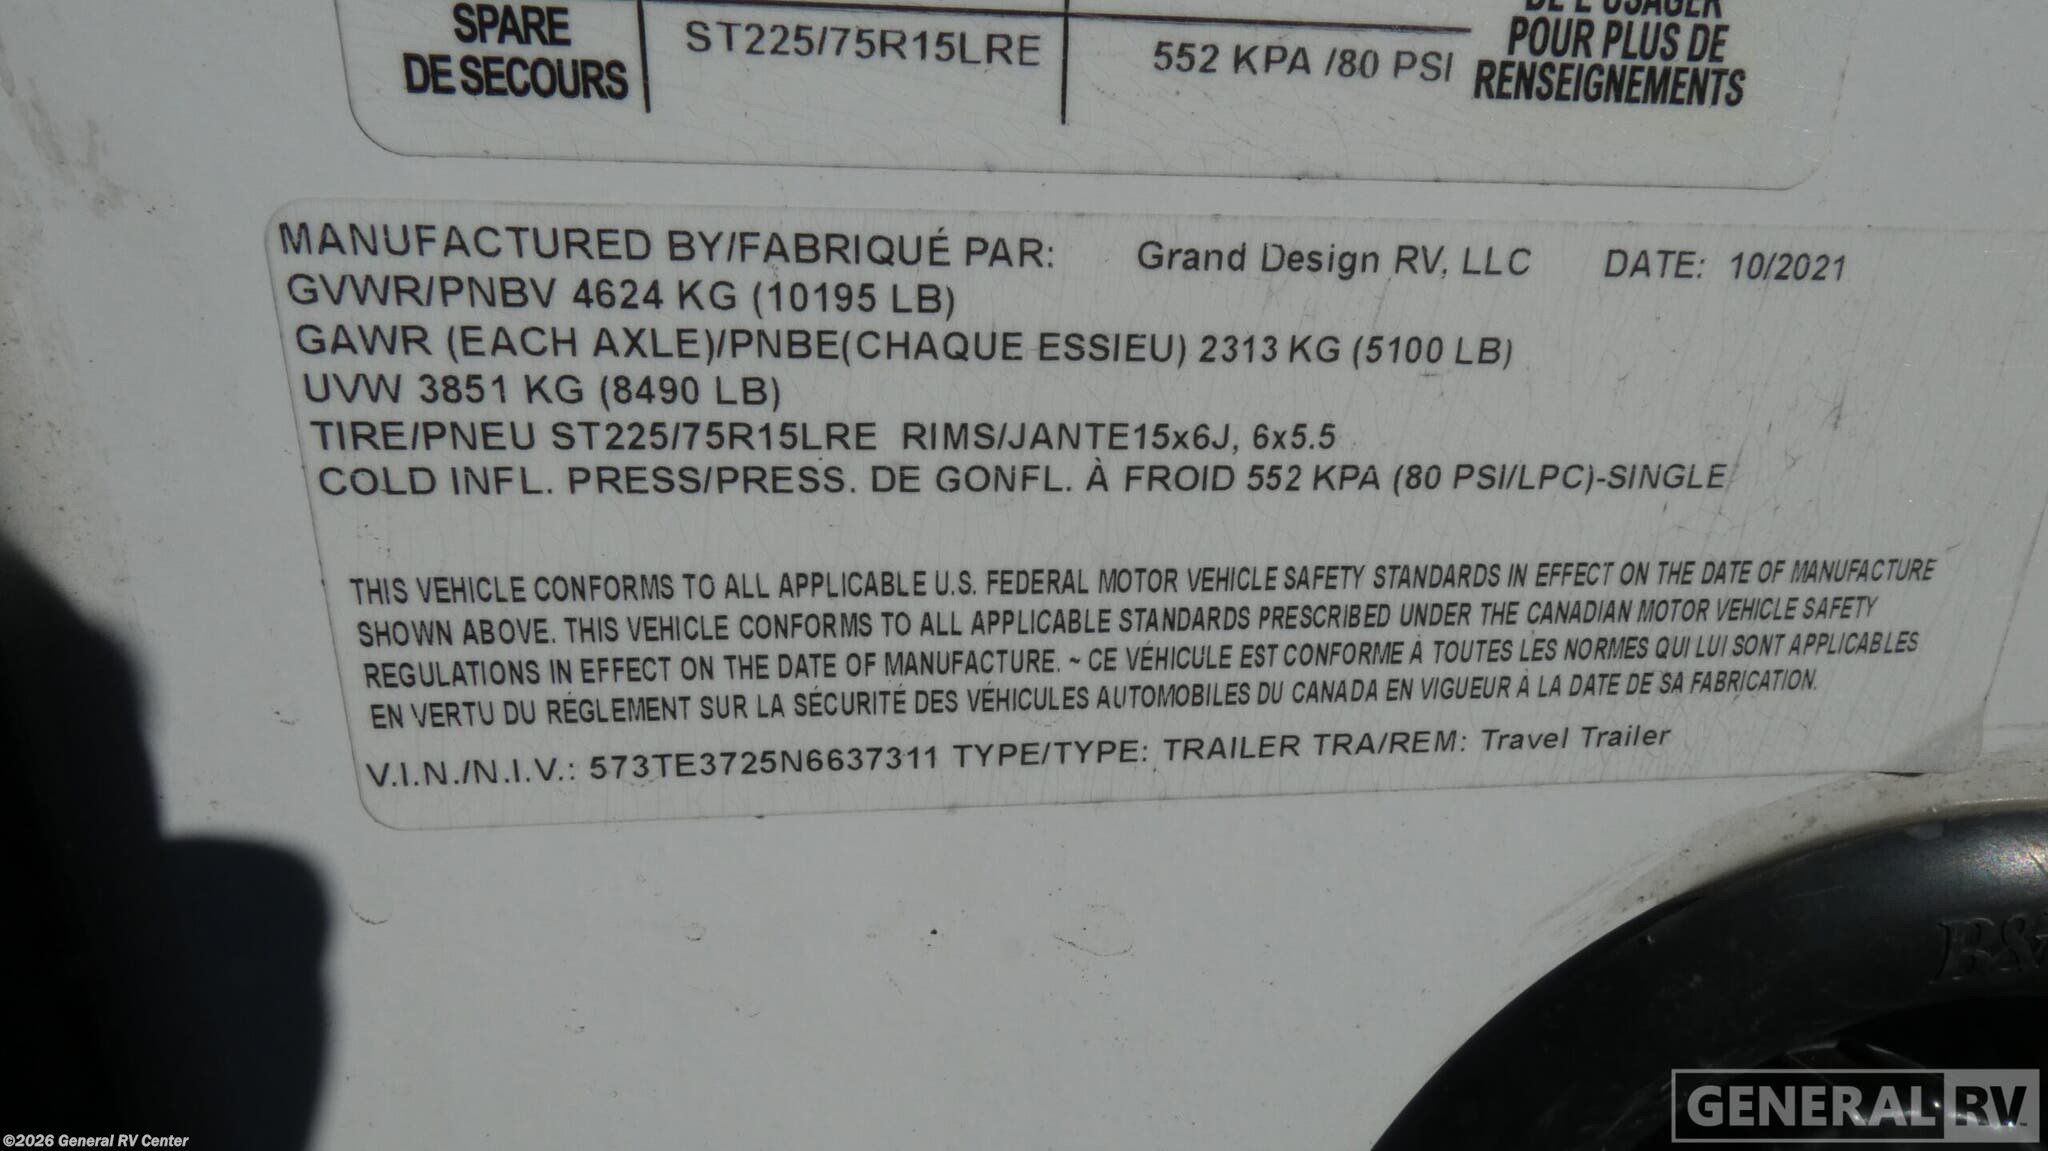 SPARE
DE SECOURS
ST225/75R15LRE
552 KPA /80 PSI
DE L'USAGER
POUR PLUS DE
RENSEIGNEMENTS
MANUFACTURED BY/FABRIQUÉ PAR: Grand Design RV, LLC DATE: 10/2021
GVWR/PNBV 4624 KG (10195 LB)
GAWR (EACH AXLE)/PNBE(CHAQUE ESSIEU) 2313 KG (5100 LB)
UVW 3851 KG (8490 LB)
TIRE/PNEU ST225/75R15LRE RIMS/JANTE15x6J, 6x5.5
COLD INFL. PRESS/PRESS. DE GONFL. À FROID 552 KPA (80 PSI/LPC)-SINGLE
THIS VEHICLE CONFORMS TO ALL APPLICABLE U.S. FEDERAL MOTOR VEHICLE SAFETY STANDARDS IN EFFECT ON THE DATE OF MANUFACTURE
SHOWN ABOVE. THIS VEHICLE CONFORMS TO ALL APPLICABLE STANDARDS PRESCRIBED UNDER THE CANADIAN MOTOR VEHICLE SAFETY
REGULATIONS IN EFFECT ON THE DATE OF MANUFACTURE. ~ CE VÉHICULE EST CONFORME À TOUTES LES NORMES QUI LUI SONT APPLICABLES
EN VERTU DU RÉGLEMENT SUR LA SÉCURITÉ DES VÉHICULES AUTOMOBILES DU CANADA EN VIGUEUR À LA DATE DE SA FABRICATION.
V.I.N./N.I.V.: 573TE3725N6637311 TYPE/TYPE: TRAILER TRA/REM: Travel Trailer
GENERAL RV
©2026 General RV Center